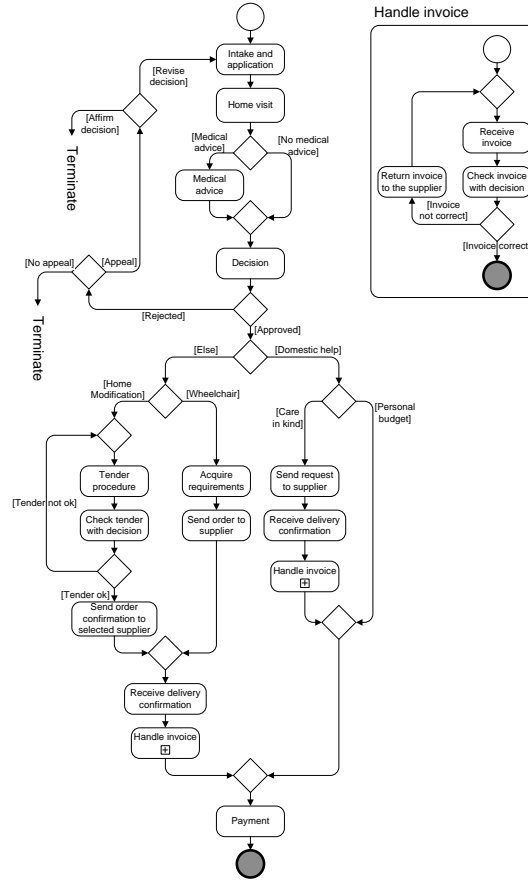 Handle invoice
Intake and
application
[Revise
decision]
Home visit
[Affirm
decision]
Terminate
[Medical
advice]
[No medical
advice]
Medical
advice
Receive
invoice
Return invoice
to the supplier
Check invoice
with decision
[Invoice
not correct]
[Invoice correct]
[No appeal]
[Appeal]
Decision
Terminate
[Rejected]
[Approved]
[Else]
[Domestic help]
[Home
Modification]
[Wheelchair]
[Care
in kind]
[Personal
budget]
Tender
procedure
Acquire
requirements
Send request
to supplier
[Tender not ok]
Check tender
with decision
Send order to
supplier
Receive delivery
confirmation
Handle invoice
[Tender ok]
Send order
confirmation to
selected supplier
Receive delivery
confirmation
Handle invoice
Payment